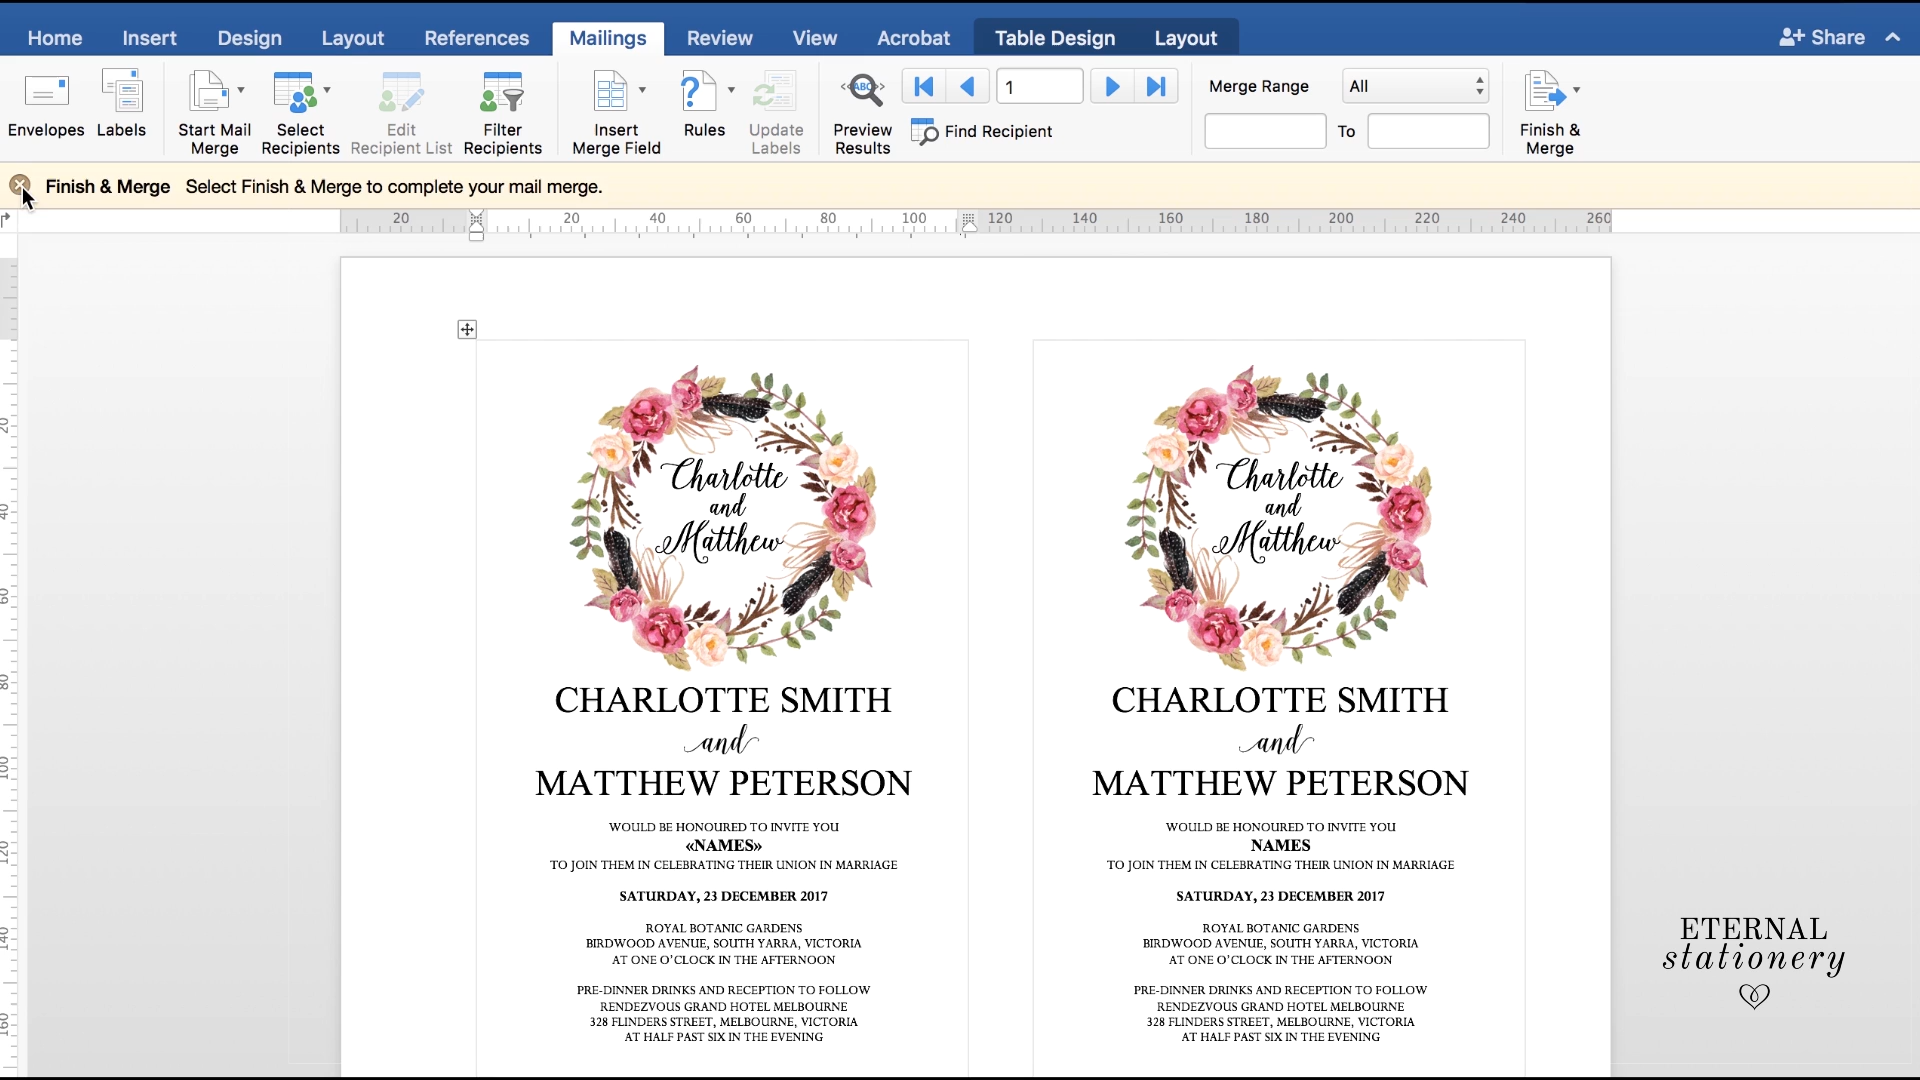 Home Insert Design Layout References Mailings Review View Acrobat Table Design Layout Share
Envelopes Labels Start Mail Merge Select Recipients Edit Recipient List Filter Recipients Insert Merge Field Rules Update Labels ABC Preview Results 1 Find Recipient Merge Range All To Finish & Merge
Finish & Merge Select Finish & Merge to complete your mail merge.
20 20 40 60 80 100 120 140 160 180 200 220 240 260
20
40
60
80
100
120
140
160
Charlotte
and
Matthew
CHARLOTTE SMITH
and
MATTHEW PETERSON
WOULD BE HONOURED TO INVITE YOU
«NAMES»
TO JOIN THEM IN CELEBRATING THEIR UNION IN MARRIAGE
SATURDAY, 23 DECEMBER 2017
ROYAL BOTANIC GARDENS
BIRDWOOD AVENUE, SOUTH YARRA, VICTORIA
AT ONE O'CLOCK IN THE AFTERNOON
PRE-DINNER DRINKS AND RECEPTION TO FOLLOW
RENDEZVOUS GRAND HOTEL MELBOURNE
328 FLINDERS STREET, MELBOURNE, VICTORIA
AT HALF PAST SIX IN THE EVENING
Charlotte
and
Matthew
CHARLOTTE SMITH
and
MATTHEW PETERSON
WOULD BE HONOURED TO INVITE YOU
NAMES
TO JOIN THEM IN CELEBRATING THEIR UNION IN MARRIAGE
SATURDAY, 23 DECEMBER 2017
ROYAL BOTANIC GARDENS
BIRDWOOD AVENUE, SOUTH YARRA, VICTORIA
AT ONE O'CLOCK IN THE AFTERNOON
PRE-DINNER DRINKS AND RECEPTION TO FOLLOW
RENDEZVOUS GRAND HOTEL MELBOURNE
328 FLINDERS STREET, MELBOURNE, VICTORIA
AT HALF PAST SIX IN THE EVENING
ETERNAL
stationery